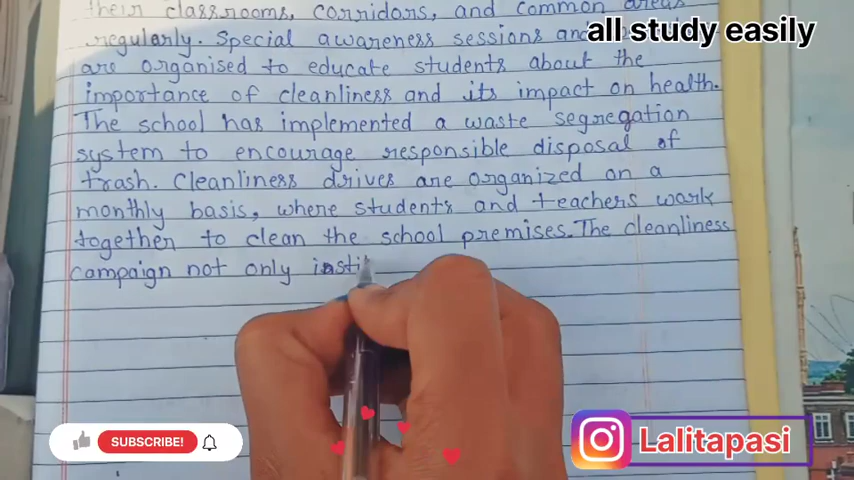 their classrooms, corridors, and common areas
regularly. Special awareness sessions and
all study easily
are organised to educate students about the
importance of cleanliness and its impact on health.
The school has implemented a waste segregation
system to encourage responsible disposal of
trash. Cleanliness drives are organized on a
monthly basis, where students and teachers work
together to clean the school premises. The cleanliness
campaign not only insti
SUBSCRIBE!
Lalitapasi